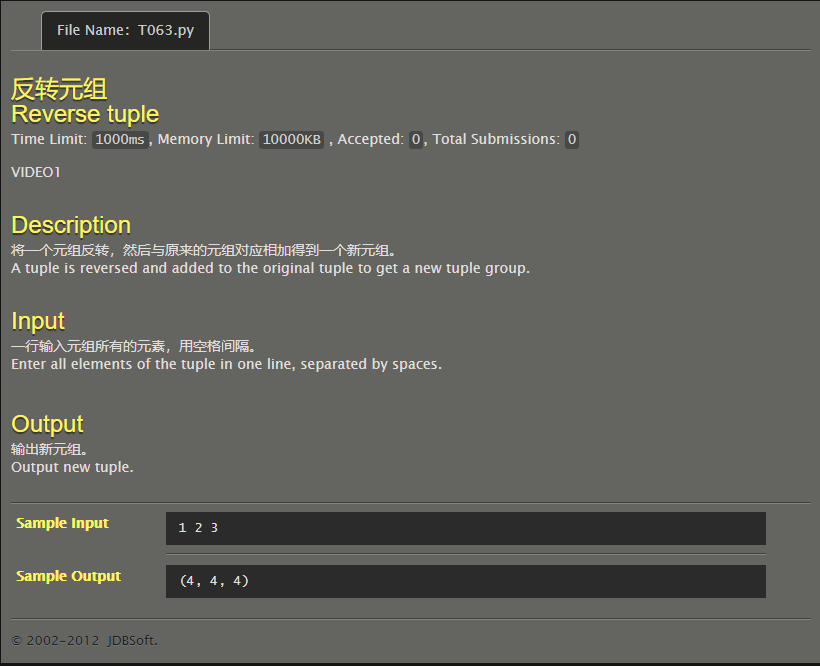 File Name: T063.py
反转元组
Reverse tuple
Time Limit: 1000ms, Memory Limit: 10000KB , Accepted: 0, Total Submissions: 0
VIDEO1
Description
将一个元组反转，然后与原来的元组对应相加得到一个新元组。
A tuple is reversed and added to the original tuple to get a new tuple group.
Input
一行输入元组所有的元素，用空格间隔。
Enter all elements of the tuple in one line, separated by spaces.
Output
输出新元组。
Output new tuple.
Sample Input
1 2 3
Sample Output
(4, 4, 4)
© 2002-2012 JDBSoft.